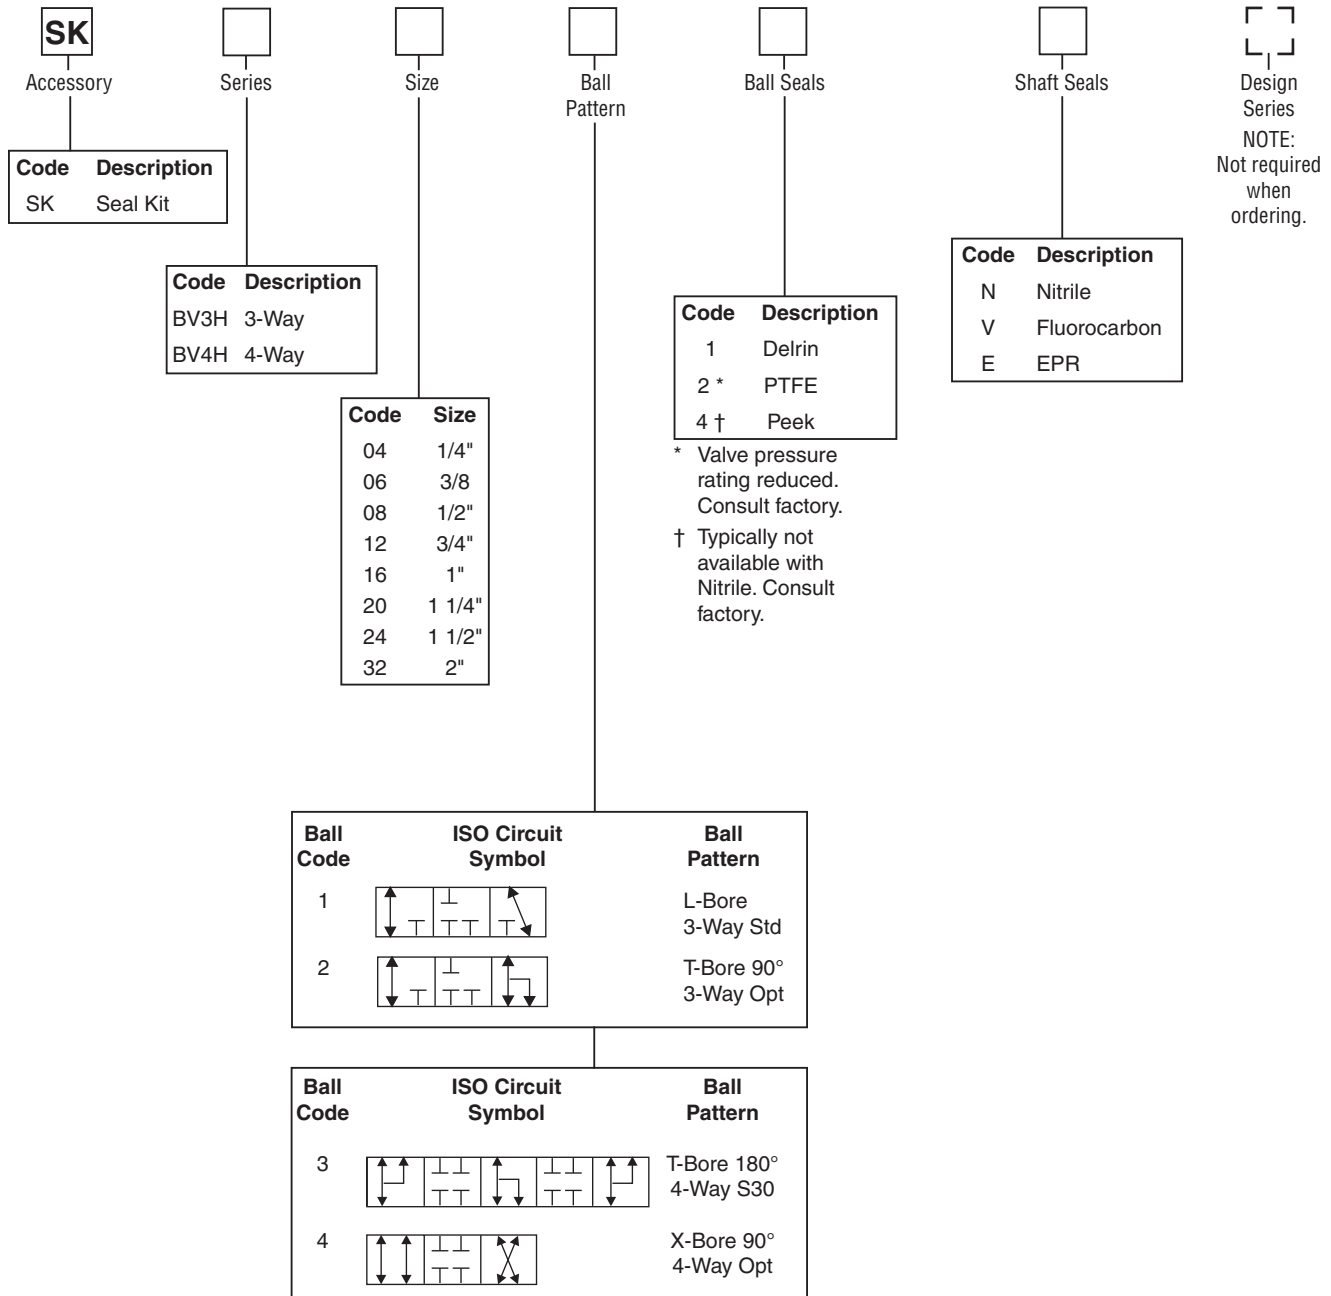 SK
Accessory
Series
Size
Ball
Pattern
Ball Seals
Shaft Seals
Design
Series
NOTE:
Not required
when
ordering.
Code Description
SK Seal Kit
Code Description
BV3H 3-Way
BV4H 4-Way
Code Size
04 1/4"
06 3/8
08 1/2"
12 3/4"
16 1"
20 1 1/4"
24 1 1/2"
32 2"
Code Description
1 Delrin
2 * PTFE
4 † Peek
* Valve pressure
rating reduced.
Consult factory.
† Typically not
available with
Nitrile. Consult
factory.
Code Description
N Nitrile
V Fluorocarbon
E EPR
Ball
Code
ISO Circuit
Symbol
Ball
Pattern
1
L-Bore
3-Way Std
2
T-Bore 90°
3-Way Opt
Ball
Code
ISO Circuit
Symbol
Ball
Pattern
3
T-Bore 180°
4-Way S30
4
X-Bore 90°
4-Way Opt